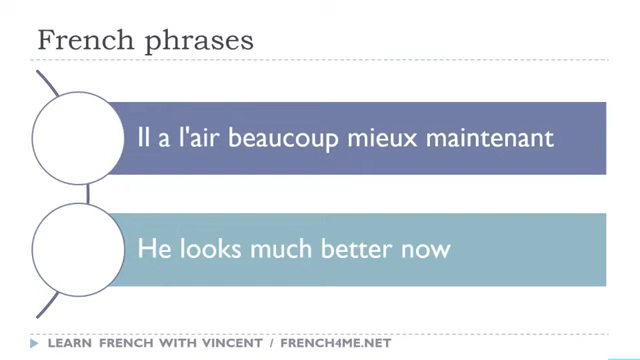 French phrases
Il a l'air beaucoup mieux maintenant
He looks much better now
LEARN FRENCH WITH VINCENT / FRENCH4ME.NET